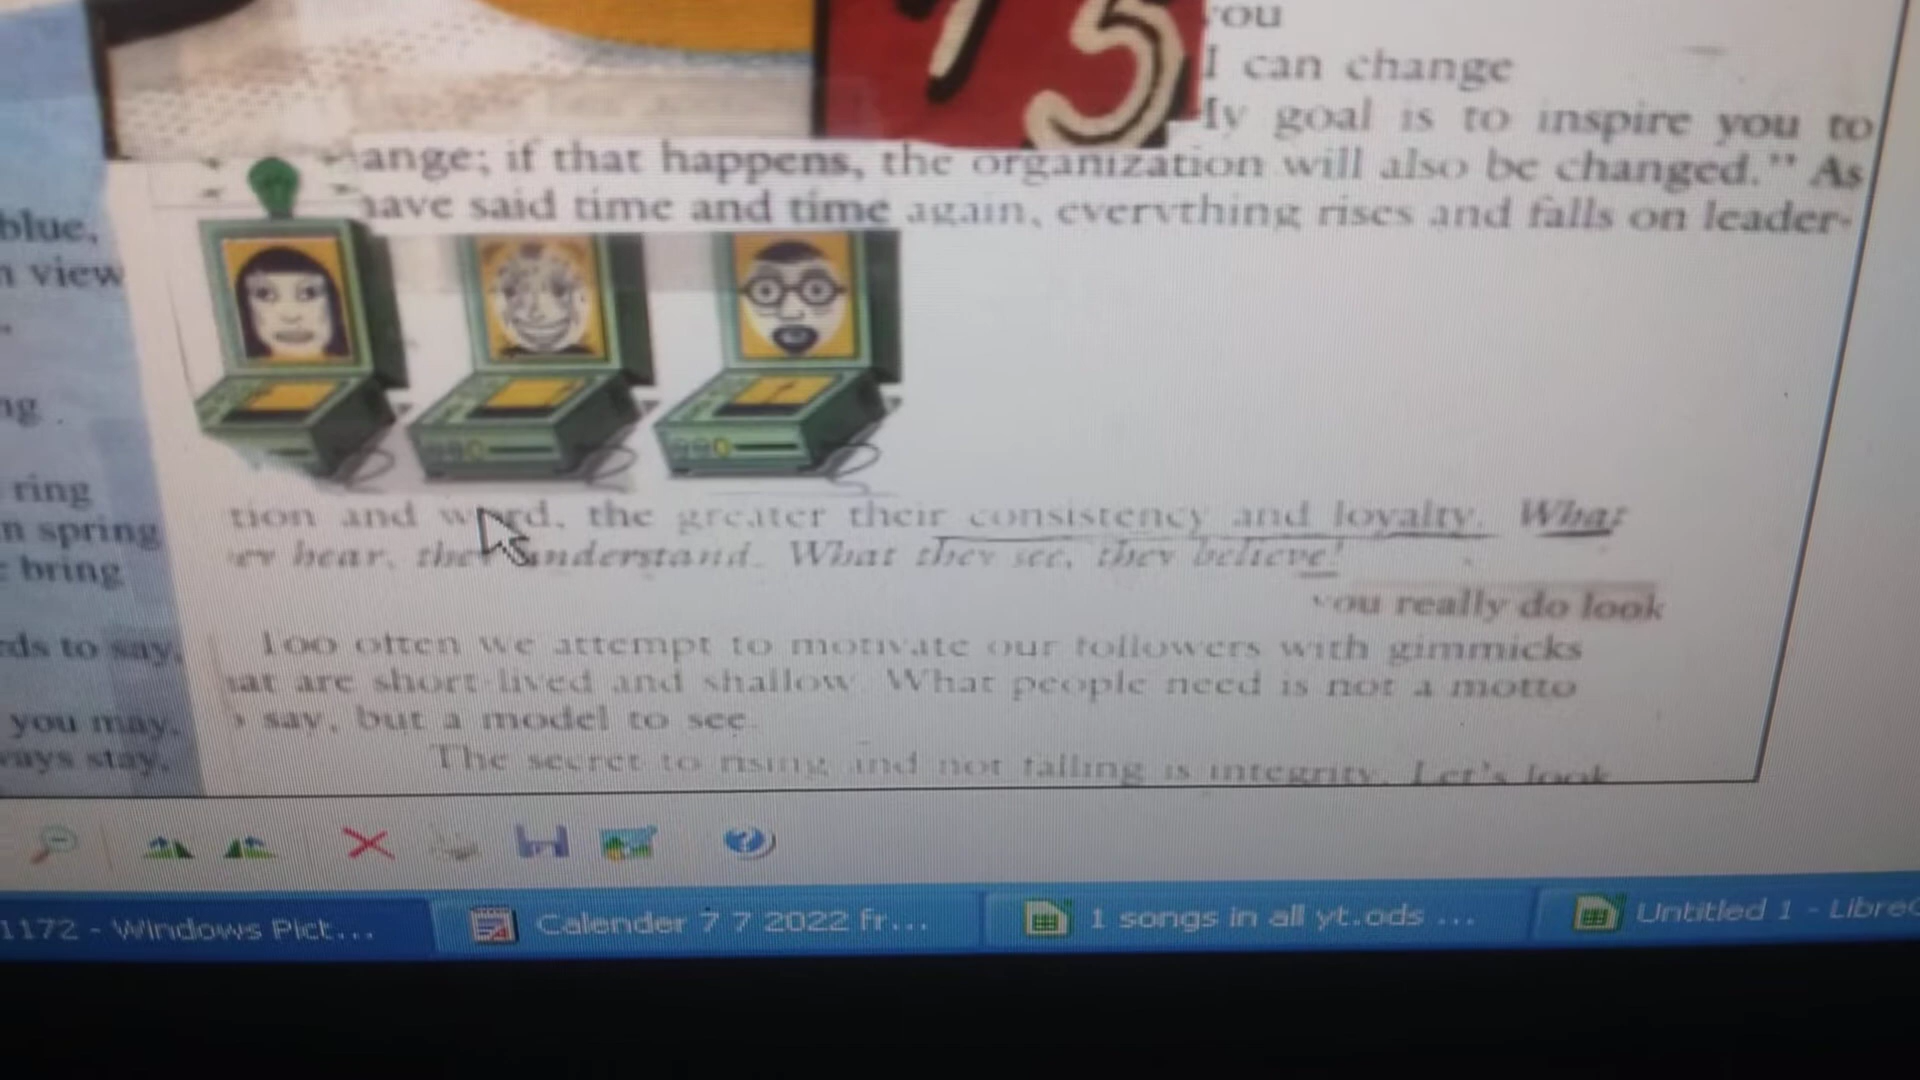 you
I can change
My goal is to inspire you to
ange; if that happens, the organization will also be changed." As
have said time and time again, everything rises and falls on leader-
blue,
n view
ng
ring
n spring
bring
rds to say,
you may,
ways stay,
75
tion and word, the greater their consistency and loyalty. What
ey hear, they understand. What they see, they believe!
you really do look
Too often we attempt to motivate our followers with gimmicks
hat are short-lived and shallow. What people need is not a motto
o say, but a model to see.
The secret to rising and not falling is integrity. Let's look
1172 - Windows Pict...
Calender 7 7 2022 fr...
1 songs in all yt.ods ...
Untitled 1 - LibreO